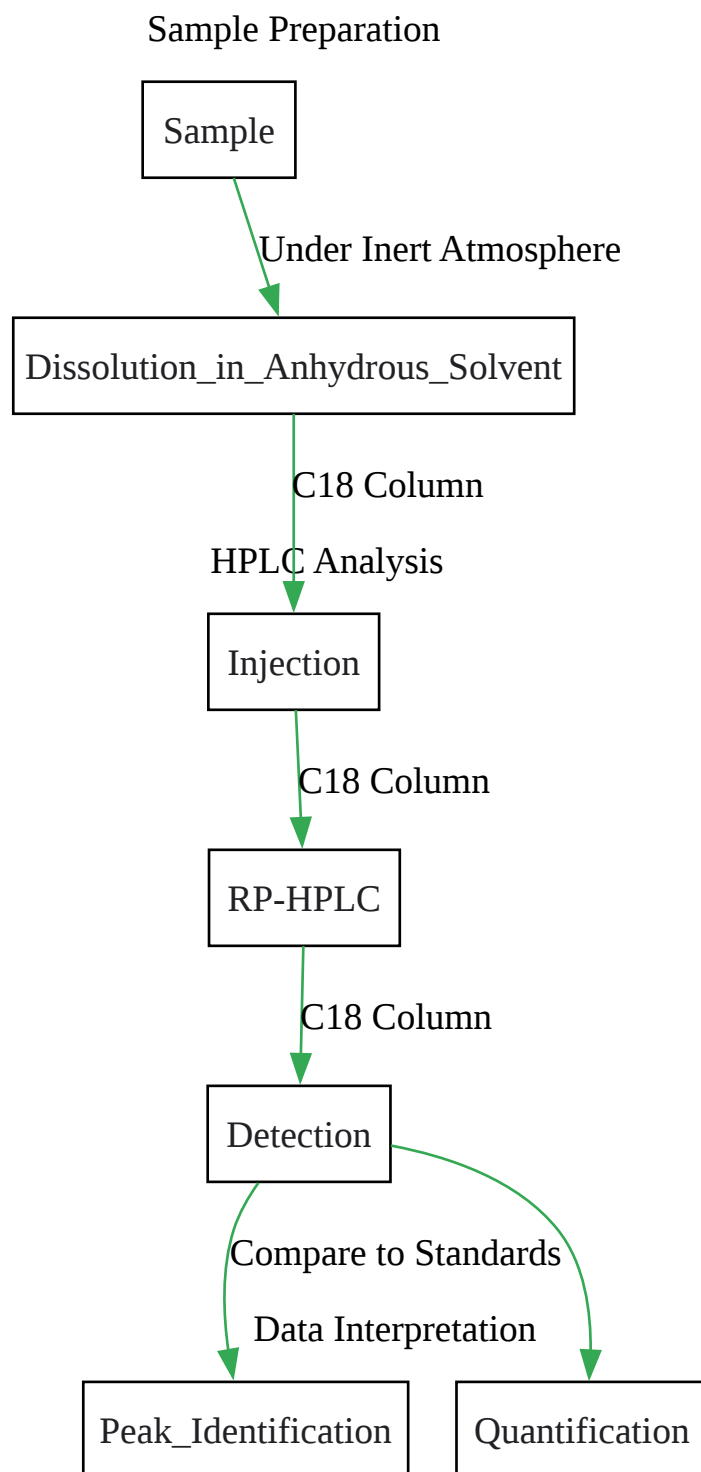 Sample Preparation
Sample
Under Inert Atmosphere
Dissolution_in_Anhydrous_Solvent
C18 Column
HPLC Analysis
Injection
C18 Column
RP-HPLC
C18 Column
Detection
Compare to Standards
Data Interpretation
Peak_Identification
Quantification